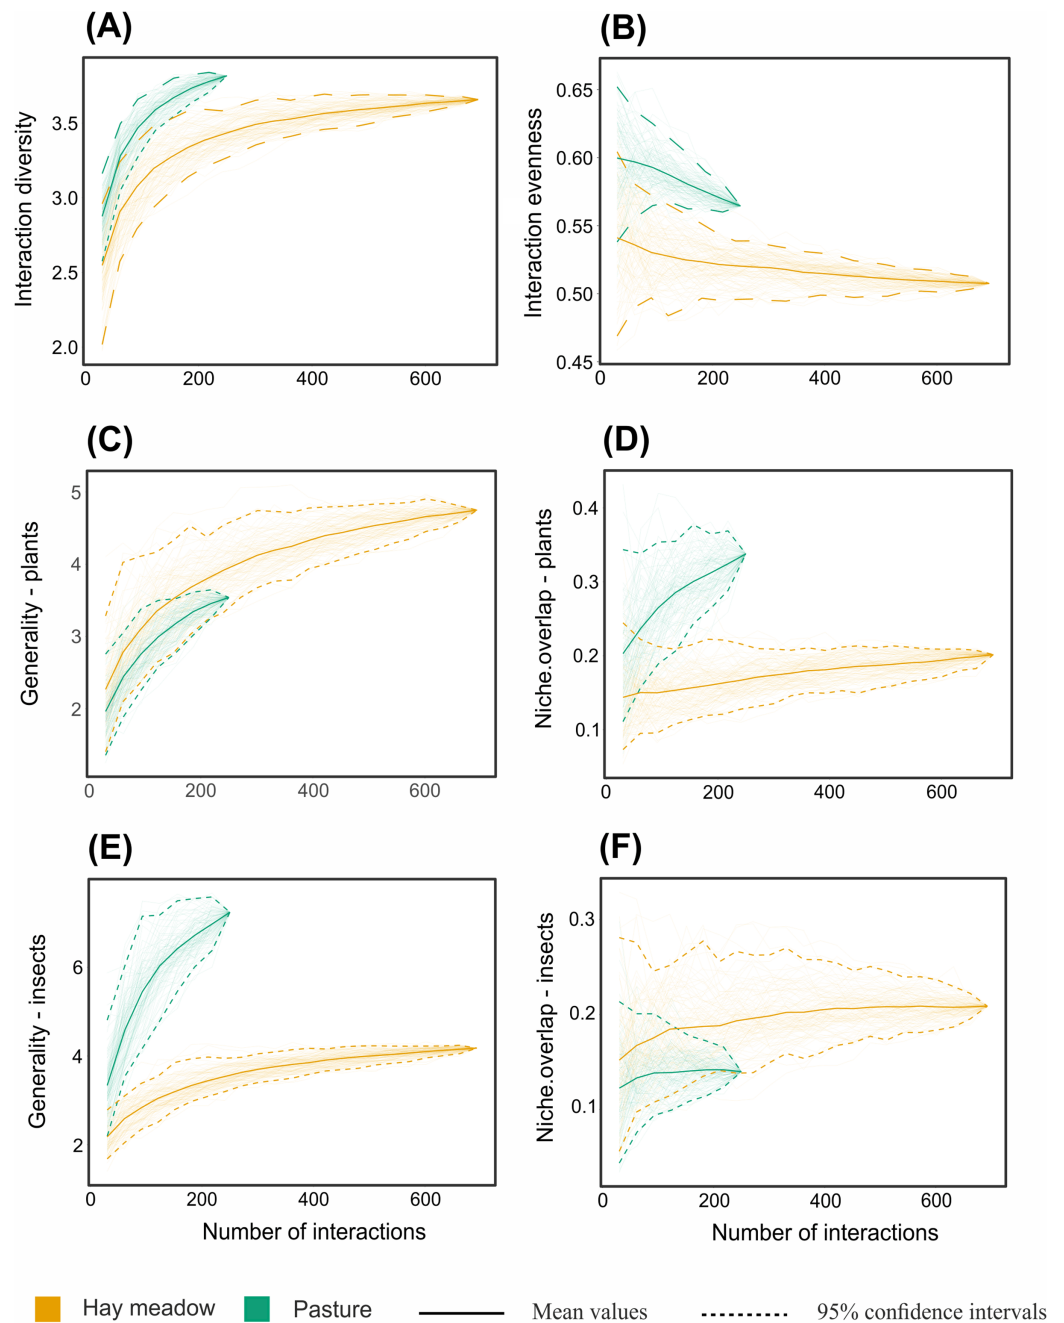 (A)
Interaction diversity
3.5
3.0
2.5
2.0
0 200 400 600
(B)
Interaction evenness
0.65
0.60
0.55
0.50
0.45
0 200 400 600
(C)
Generality - plants
5
4
3
2
0 200 400 600
(D)
Niche.overlap - plants
0.4
0.3
0.2
0.1
0 200 400 600
(E)
Generality - insects
6
4
2
0 200 400 600
Number of interactions
(F)
Niche.overlap - insects
0.3
0.2
0.1
0 200 400 600
Number of interactions
Hay meadow Pasture Mean values 95% confidence intervals